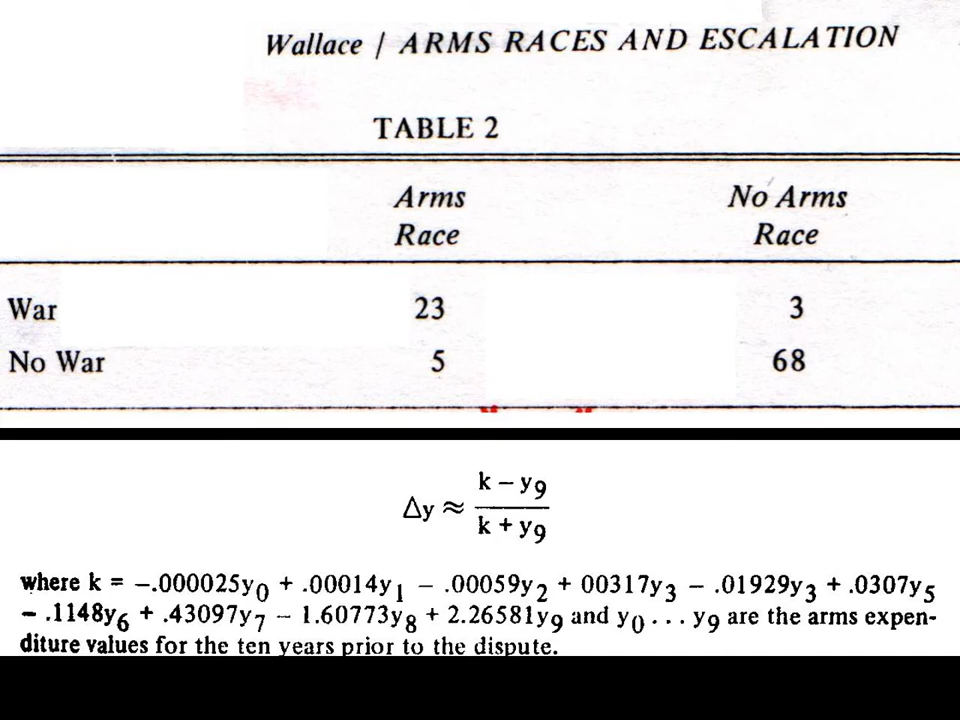 Wallace / ARMS RACES AND ESCALATION
TABLE 2
Arms Race No Arms Race
War 23 3
No War 5 68
Δy ≈ (k – y₉) / (k + y₉)
where k = –.000025y₀ + .00014y₁ – .00059y₂ + 00317y₃ – .01929y₃ + .0307y₅
– .1148y₆ + .43097y₇ – 1.60773y₈ + 2.26581y₉ and y₀ . . . y₉ are the arms expen-
diture values for the ten years prior to the dispute.